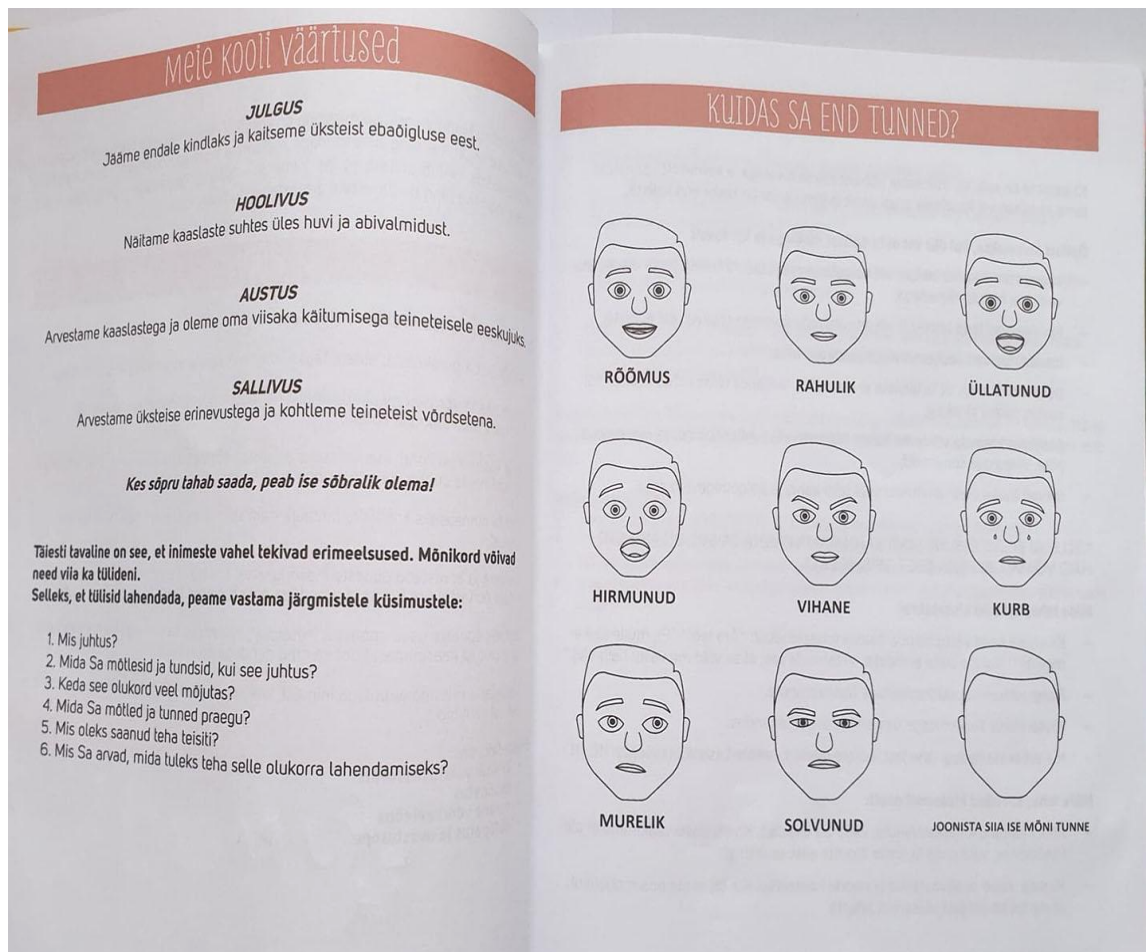 Meie kooli väärtused
JULGUS
Jääme endale kindlaks ja kaitseme üksteist ebaõigluse eest.
HOOLIVUS
Näitame kaaslaste suhtes üles huvi ja abivalmidust.
AUSTUS
Arvestame kaaslastega ja oleme oma viisaka käitumisega teineteisele eeskujuks.
SALLIVUS
Arvestame üksteise erinevustega ja kohtleme teineteist võrdsetena.
Kes sõpru tahab saada, peab ise sõbralik olema!
Täiesti tavaline on see, et inimeste vahel tekivad erimeelsused. Mõnikord võivad
need viia ka tülideni.
Selleks, et tülisid lahendada, peame vastama järgmistele küsimustele:
1. Mis juhtus?
2. Mida Sa mõtlesid ja tundsid, kui see juhtus?
3. Keda see olukord veel mõjutas?
4. Mida Sa mõtled ja tunned praegu?
5. Mis oleks saanud teha teisiti?
6. Mis Sa arvad, mida tuleks teha selle olukorra lahendamiseks?
KUIDAS SA END TUNNED?
RÕÕMUS
RAHULIK
ÜLLATUNUD
HIRMUNUD
VIHANE
KURB
MURELIK
SOLVUNUD
JOONISTA SIIA ISE MÕNI TUNNE